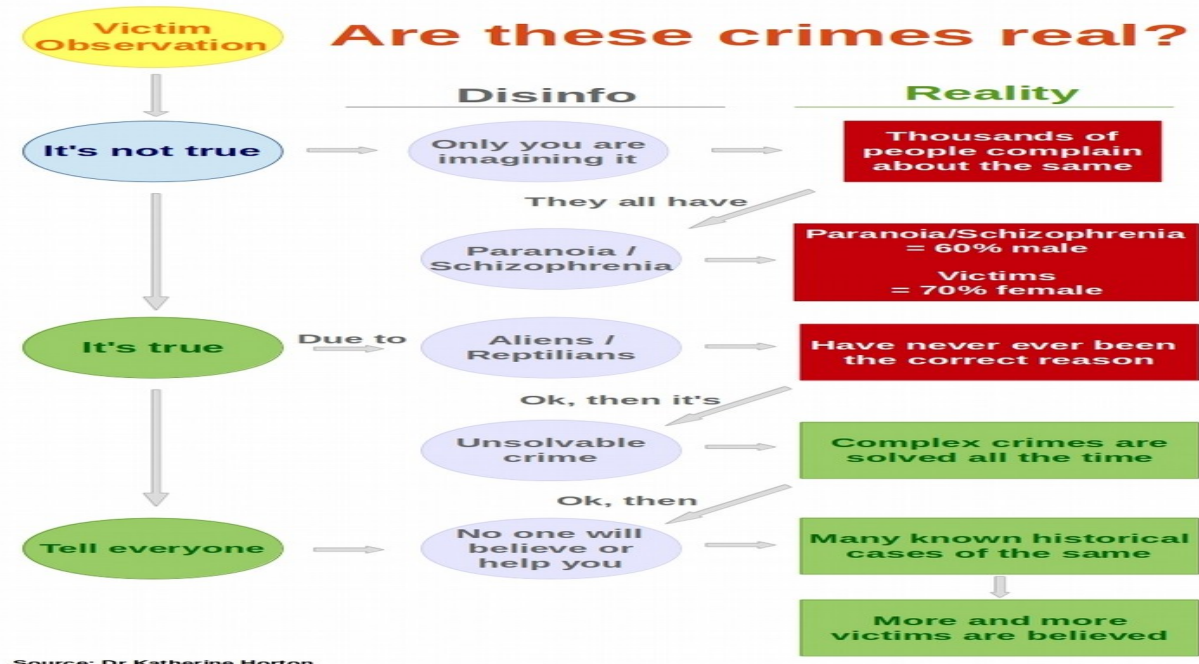 Victim
Observation
Are these crimes real?
Disinfo
Reality
It's not true
Only you are
imagining it
Thousands of
people complain
about the same
They all have
Paranoia /
Schizophrenia
Paranoia/Schizophrenia
= 60% male
Victims
= 70% female
It's true
Due to
Aliens /
Reptilians
Have never ever been
the correct reason
Ok, then it's
Unsolvable
crime
Complex crimes are
solved all the time
Ok, then
Tell everyone
No one will
believe or
help you
Many known historical
cases of the same
More and more
victims are believed
Source: Dr Katherine Horton